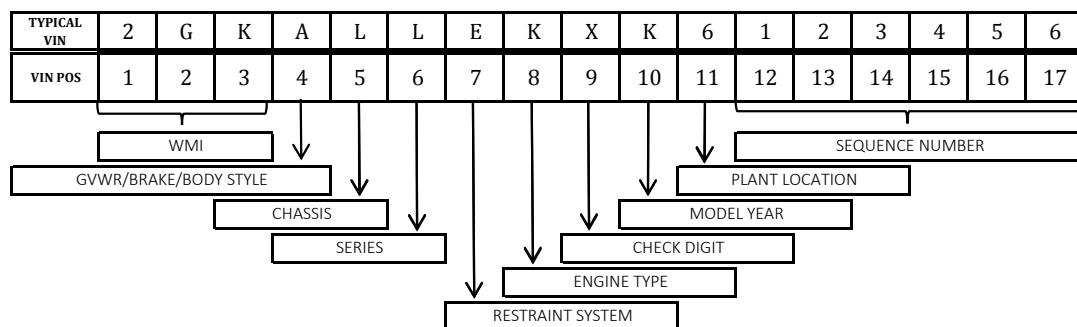 TYPICAL VIN 2 G K A L L E K X K 6 1 2 3 4 5 6
VIN POS 1 2 3 4 5 6 7 8 9 10 11 12 13 14 15 16 17
WMI SEQUENCE NUMBER
GVWR/BRAKE/BODY STYLE PLANT LOCATION
CHASSIS MODEL YEAR
SERIES CHECK DIGIT
ENGINE TYPE
RESTRAINT SYSTEM